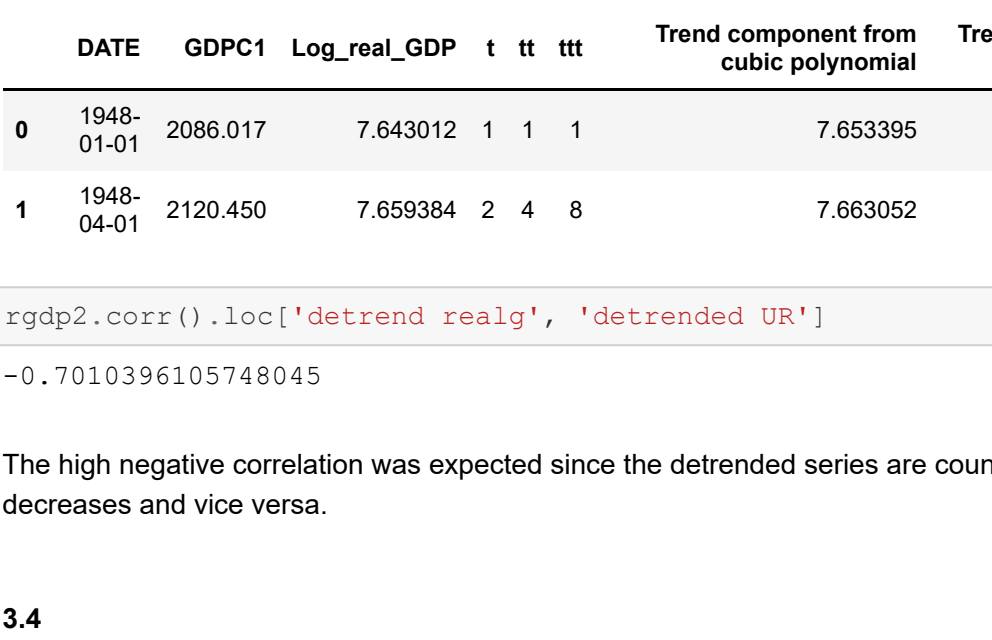 Trend component from Tre
DATE GDPC1 Log_real_GDP t tt ttt
cubic polynomial
0 1948- 2086.017 7.643012 1 1 1 7.653395
01-01
1 1948- 2120.450 7.659384 2 4 8 7.663052
04-01
rgdp2.corr().loc['detrend realg', 'detrended UR']
-0.7010396105748045
The high negative correlation was expected since the detrended series are coun
decreases and vice versa.
3.4